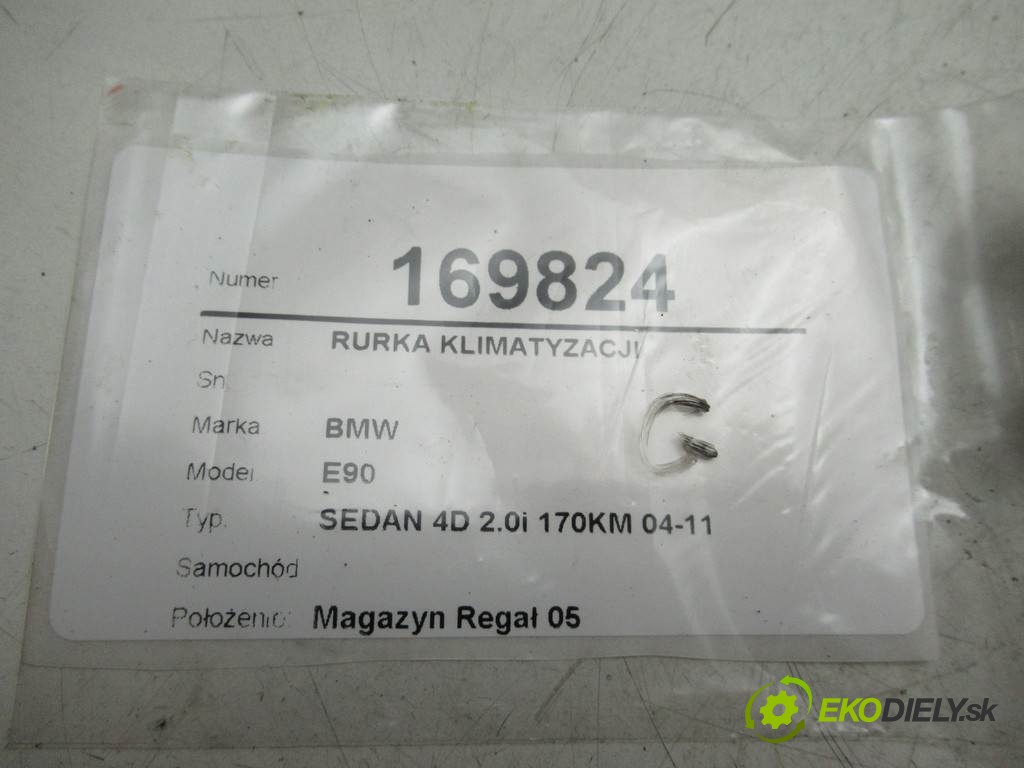 Numer 169824
Nazwa RURKA KLIMATYZACJI
Sn.
Marka BMW
Model E90
Typ. SEDAN 4D 2.0i 170KM 04-11
Samochód
Położenie: Magazyn Regał 05
G
EKODIELY.sk